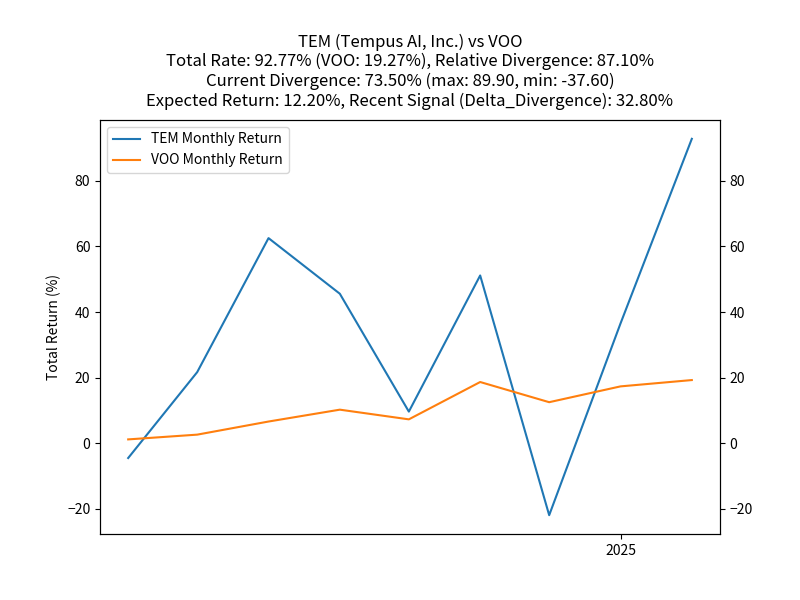 TEM (Tempus AI, Inc.) vs VOO
Total Rate: 92.77% (VOO: 19.27%), Relative Divergence: 87.10%
Current Divergence: 73.50% (max: 89.90, min: -37.60)
Expected Return: 12.20%, Recent Signal (Delta_Divergence): 32.80%
TEM Monthly Return
VOO Monthly Return
Total Return (%)
80 80
60 60
40 40
20 20
0 0
−20 −20
2025